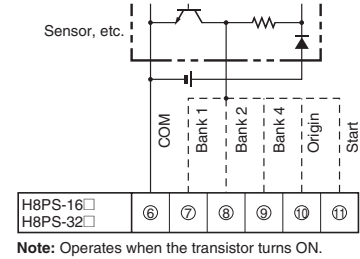 Sensor, etc.
COM
Bank 1
Bank 2
Bank 4
Origin
Start
H8PS-16□
H8PS-32□
⑥ ⑦ ⑧ ⑨ ⑩ ⑪
Note: Operates when the transistor turns ON.